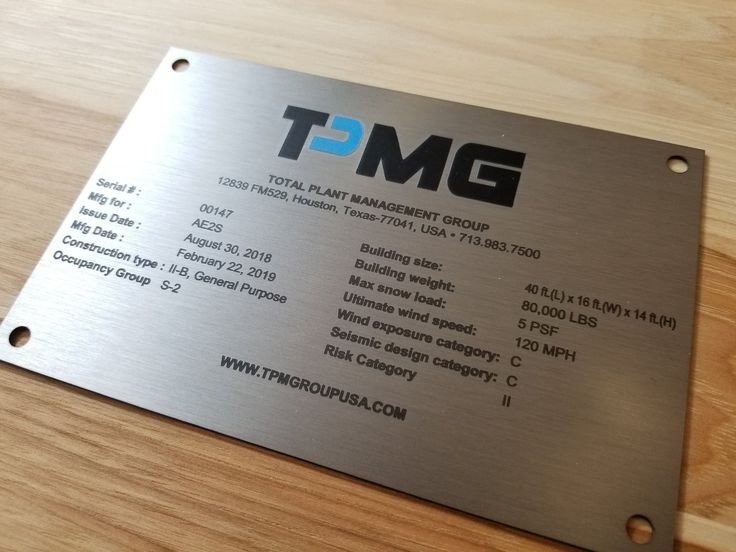 TPMG
TOTAL PLANT MANAGEMENT GROUP
12839 FM529, Houston, Texas-77041, USA • 713.983.7500
Serial # : 00147
Mfg for : AE2S
Issue Date : August 30, 2018
Mfg Date : February 22, 2019
Construction type : II-B, General Purpose
Occupancy Group S-2
Building size: 40 ft.(L) x 16 ft.(W) x 14 ft.(H)
Building weight: 80,000 LBS
Max snow load: 5 PSF
Ultimate wind speed: 120 MPH
Wind exposure category: C
Seismic design category: C
Risk Category II
WWW.TPMGROUPUSA.COM